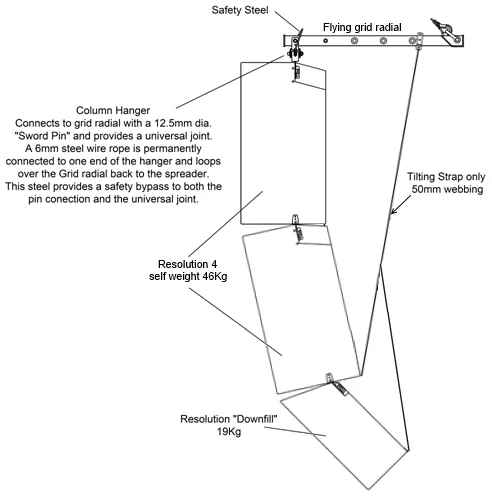 Safety Steel
Flying grid radial
Column Hanger
Connects to grid radial with a 12.5mm dia.
"Sword Pin" and provides a universal joint.
A 6mm steel wire rope is permanently
connected to one end of the hanger and loops
over the Grid radial back to the spreader.
This steel provides a safety bypass to both the
pin conection and the universal joint.
Tilting Strap only
50mm webbing
Resolution 4
self weight 46Kg
Resolution "Downfill"
19Kg